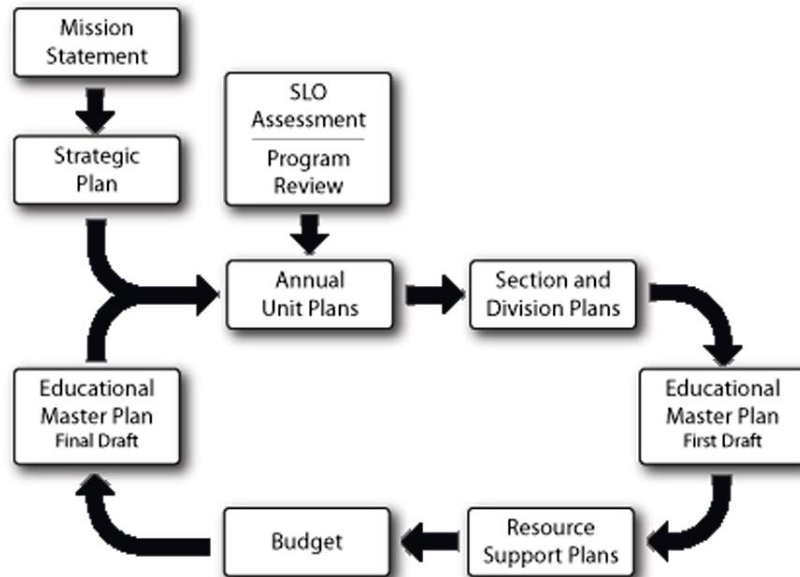 Mission
Statement
Strategic
Plan
SLO
Assessment
Program
Review
Annual
Unit Plans
Section and
Division Plans
Educational
Master Plan
First Draft
Resource
Support Plans
Budget
Educational
Master Plan
Final Draft